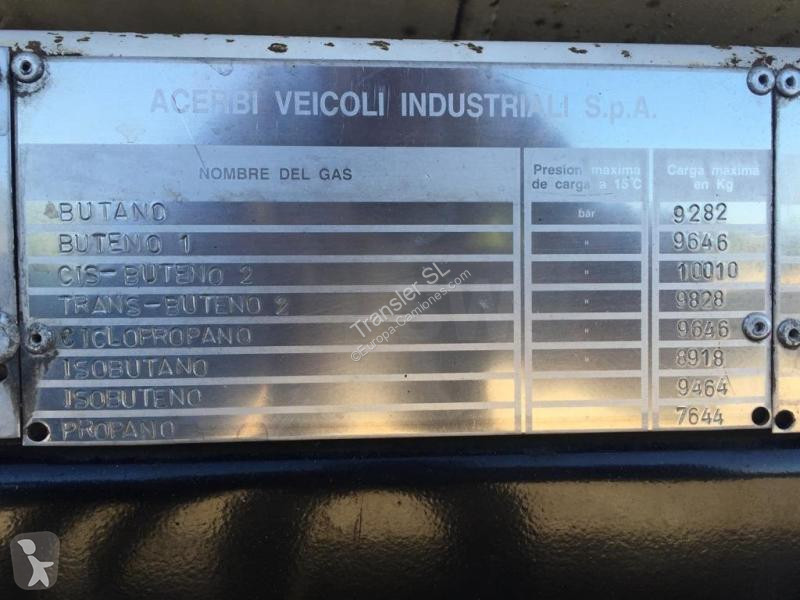 ACERBI VEICOLI INDUSTRIALI S.p.A.
NOMBRE DEL GAS Presion maxima de carga a 15°C Carga maxima en Kg
BUTANO bar 9282
BUTENO 1 " 9646
CIS-BUTENO 2 " 10010
TRANS-BUTENO 2 " 9828
CICLOPROPANO " 9646
ISOBUTANO " 8918
ISOBUTENO 9464
PROPANO 7644
Transler SL
©Europa-Camiones.com